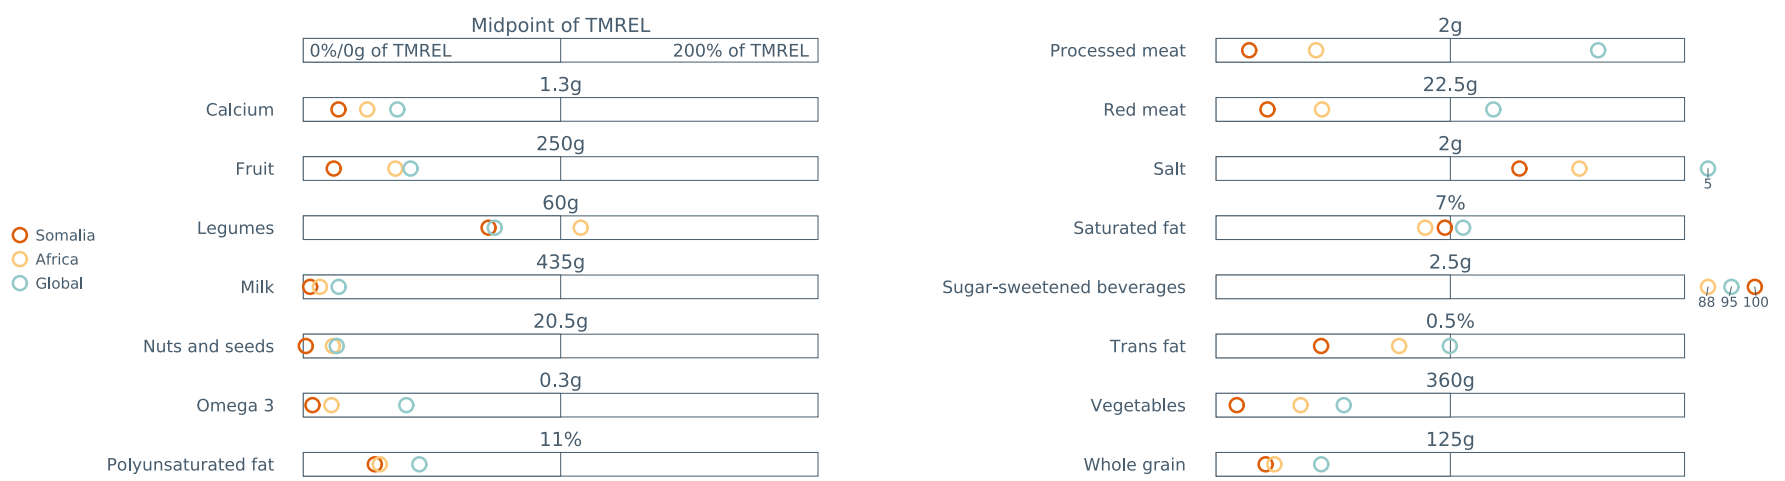 Midpoint of TMREL
0%/0g of TMREL
200% of TMREL
1.3g
Calcium
250g
Fruit
60g
Legumes
435g
Milk
20.5g
Nuts and seeds
0.3g
Omega 3
11%
Polyunsaturated fat
Somalia
Africa
Global
2g
Processed meat
22.5g
Red meat
2g
Salt
5
7%
Saturated fat
2.5g
Sugar-sweetened beverages
88 95 100
0.5%
Trans fat
360g
Vegetables
125g
Whole grain